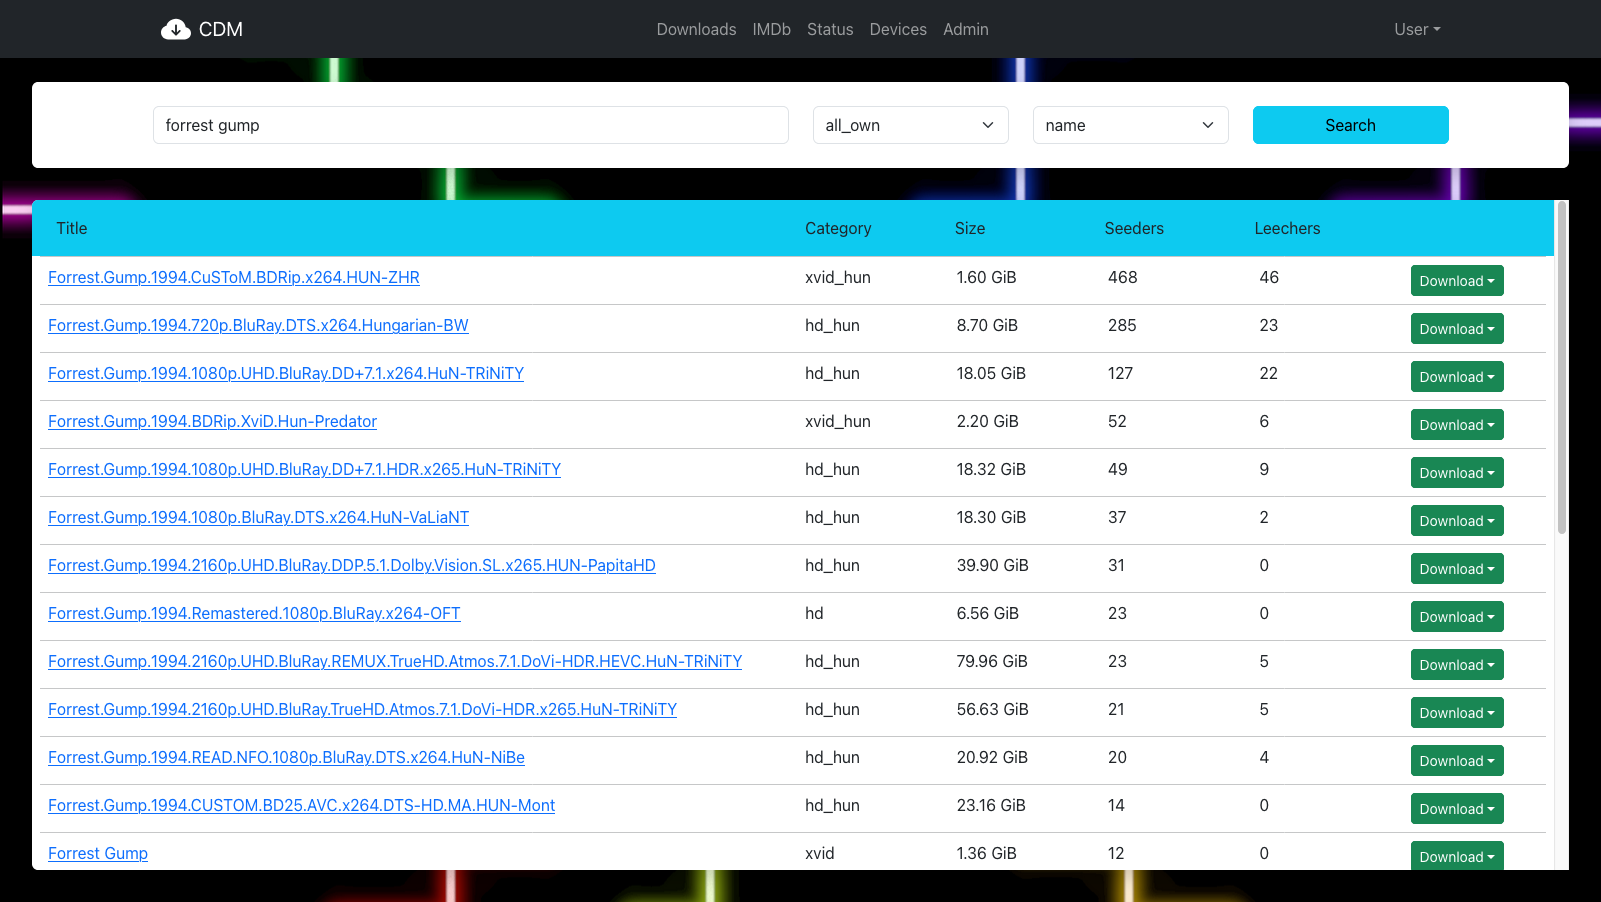 CDM Downloads IMDb Status Devices Admin User
forrest gump all_own name Search
Title Category Size Seeders Leechers
Forrest.Gump.1994.CuSToM.BDRip.x264.HUN-ZHR xvid_hun 1.60 GiB 468 46 Download
Forrest.Gump.1994.720p.BluRay.DTS.x264.Hungarian-BW hd_hun 8.70 GiB 285 23 Download
Forrest.Gump.1994.1080p.UHD.BluRay.DD+7.1.x264.HuN-TRiNiTY hd_hun 18.05 GiB 127 22 Download
Forrest.Gump.1994.BDRip.XviD.Hun-Predator xvid_hun 2.20 GiB 52 6 Download
Forrest.Gump.1994.1080p.UHD.BluRay.DD+7.1.HDR.x265.HuN-TRiNiTY hd_hun 18.32 GiB 49 9 Download
Forrest.Gump.1994.1080p.BluRay.DTS.x264.HuN-VaLiaNT hd_hun 18.30 GiB 37 2 Download
Forrest.Gump.1994.2160p.UHD.BluRay.DDP.5.1.Dolby.Vision.SL.x265.HUN-PapitaHD hd_hun 39.90 GiB 31 0 Download
Forrest.Gump.1994.Remastered.1080p.BluRay.x264-OFT hd 6.56 GiB 23 0 Download
Forrest.Gump.1994.2160p.UHD.BluRay.REMUX.TrueHD.Atmos.7.1.DoVi-HDR.HEVC.HuN-TRiNiTY hd_hun 79.96 GiB 23 5 Download
Forrest.Gump.1994.2160p.UHD.BluRay.TrueHD.Atmos.7.1.DoVi-HDR.x265.HuN-TRiNiTY hd_hun 56.63 GiB 21 5 Download
Forrest.Gump.1994.READ.NFO.1080p.BluRay.DTS.x264.HuN-NiBe hd_hun 20.92 GiB 20 4 Download
Forrest.Gump.1994.CUSTOM.BD25.AVC.x264.DTS-HD.MA.HUN-Mont hd_hun 23.16 GiB 14 0 Download
Forrest Gump xvid 1.36 GiB 12 0 Download